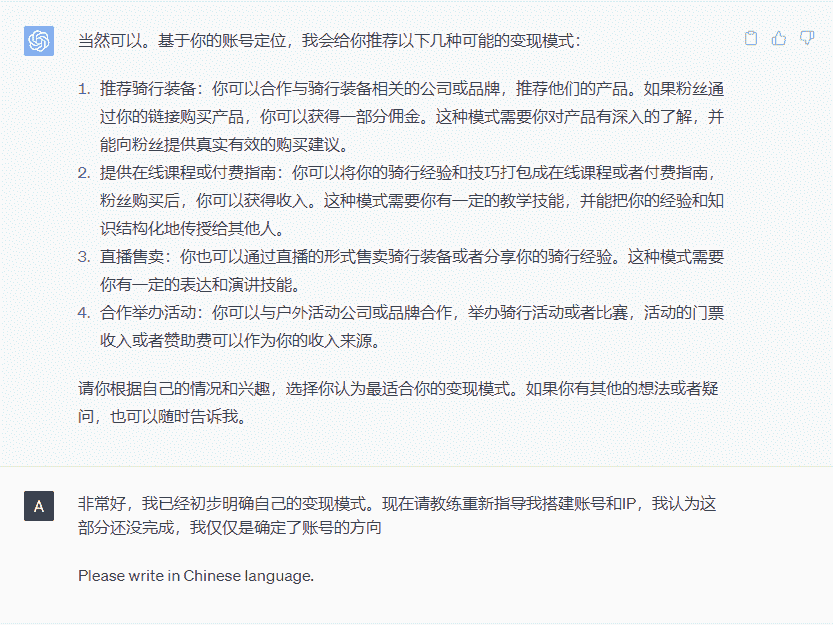 当然可以。基于你的账号定位，我会给你推荐以下几种可能的变现模式：
1. 推荐骑行装备：你可以合作与骑行装备相关的公司或品牌，推荐他们的产品。如果粉丝通
过你的链接购买产品，你可以获得一部分佣金。这种模式需要你对产品有深入的了解，并
能向粉丝提供真实有效的购买建议。
2. 提供在线课程或付费指南：你可以将你的骑行经验和技巧打包成在线课程或者付费指南，
粉丝购买后，你可以获得收入。这种模式需要你有一定的教学技能，并能把你的经验和知
识结构化地传授给其他人。
3. 直播售卖：你也可以通过直播的形式售卖骑行装备或者分享你的骑行经验。这种模式需要
你有一定的表达和演讲技能。
4. 合作举办活动：你可以与户外活动公司或品牌合作，举办骑行活动或者比赛，活动的门票
收入或者赞助费可以作为你的收入来源。
请你根据自己的情况和兴趣，选择你认为最适合你的变现模式。如果你有其他的想法或者疑
问，也可以随时告诉我。
A
非常好，我已经初步明确自己的变现模式。现在请教练重新指导我搭建账号和IP，我认为这
部分还没完成，我仅仅是确定了账号的方向
Please write in Chinese language.